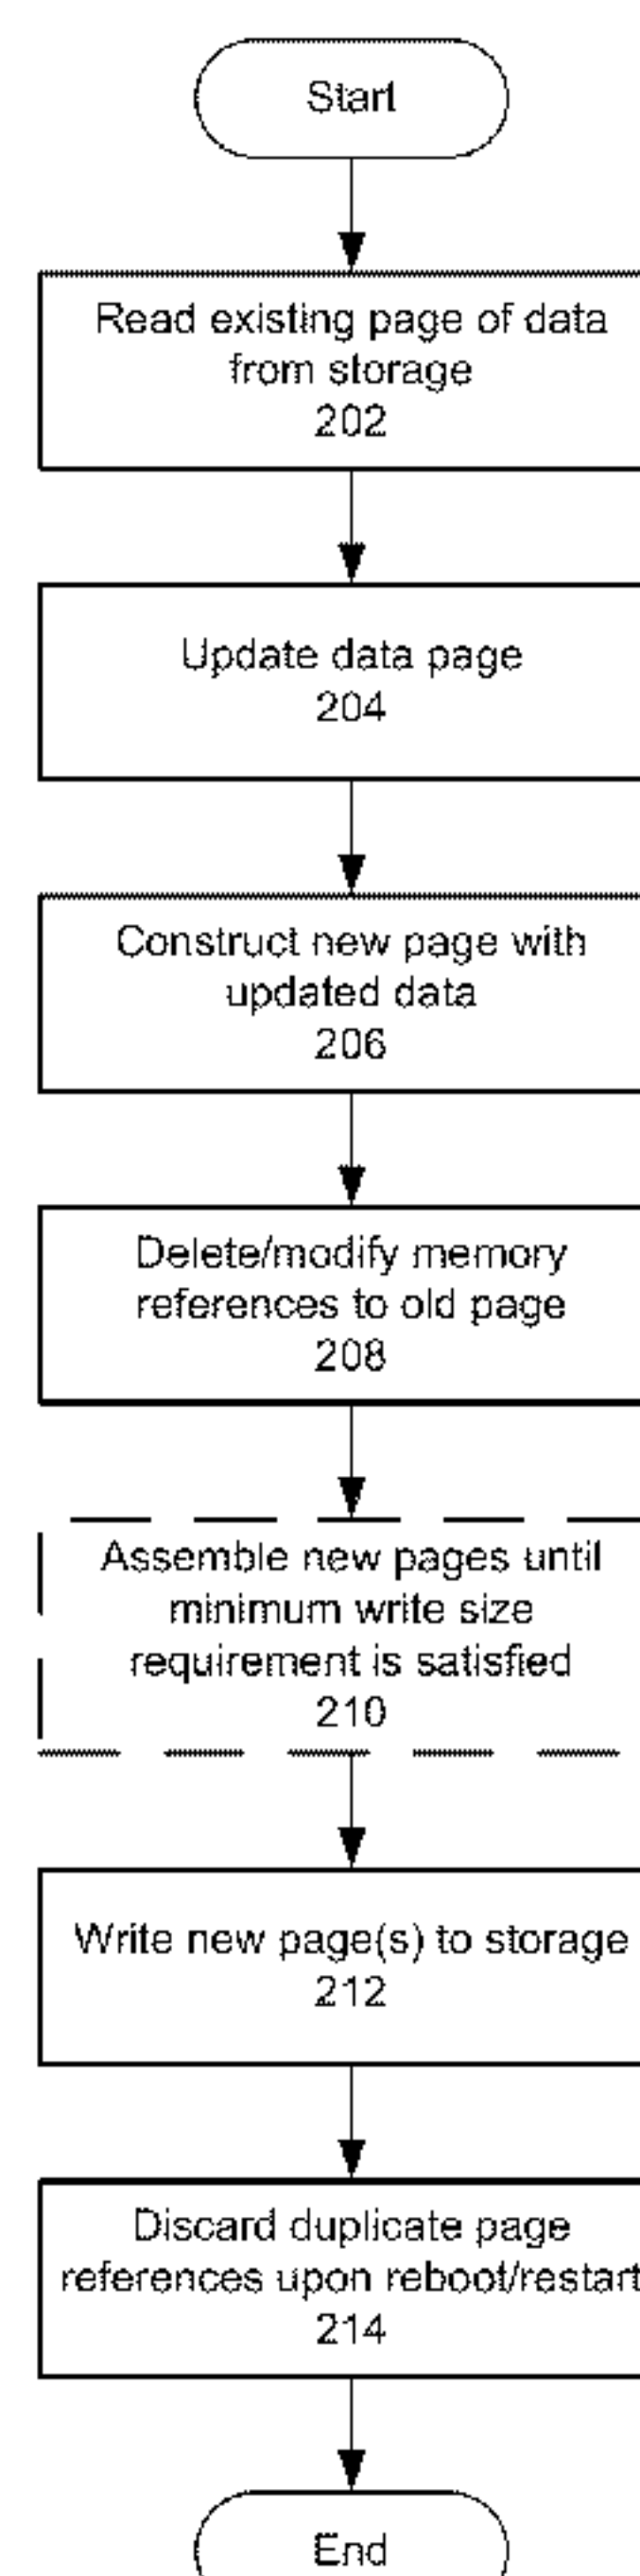 Start
Read existing page of data
from storage
202
Update data page
204
Construct new page with
updated data
206
Delete/modify memory
references to old page
208
Assemble new pages until
minimum write size
requirement is satisfied
210
Write new page(s) to storage
212
Discard duplicate page
references upon reboot/restart
214
End